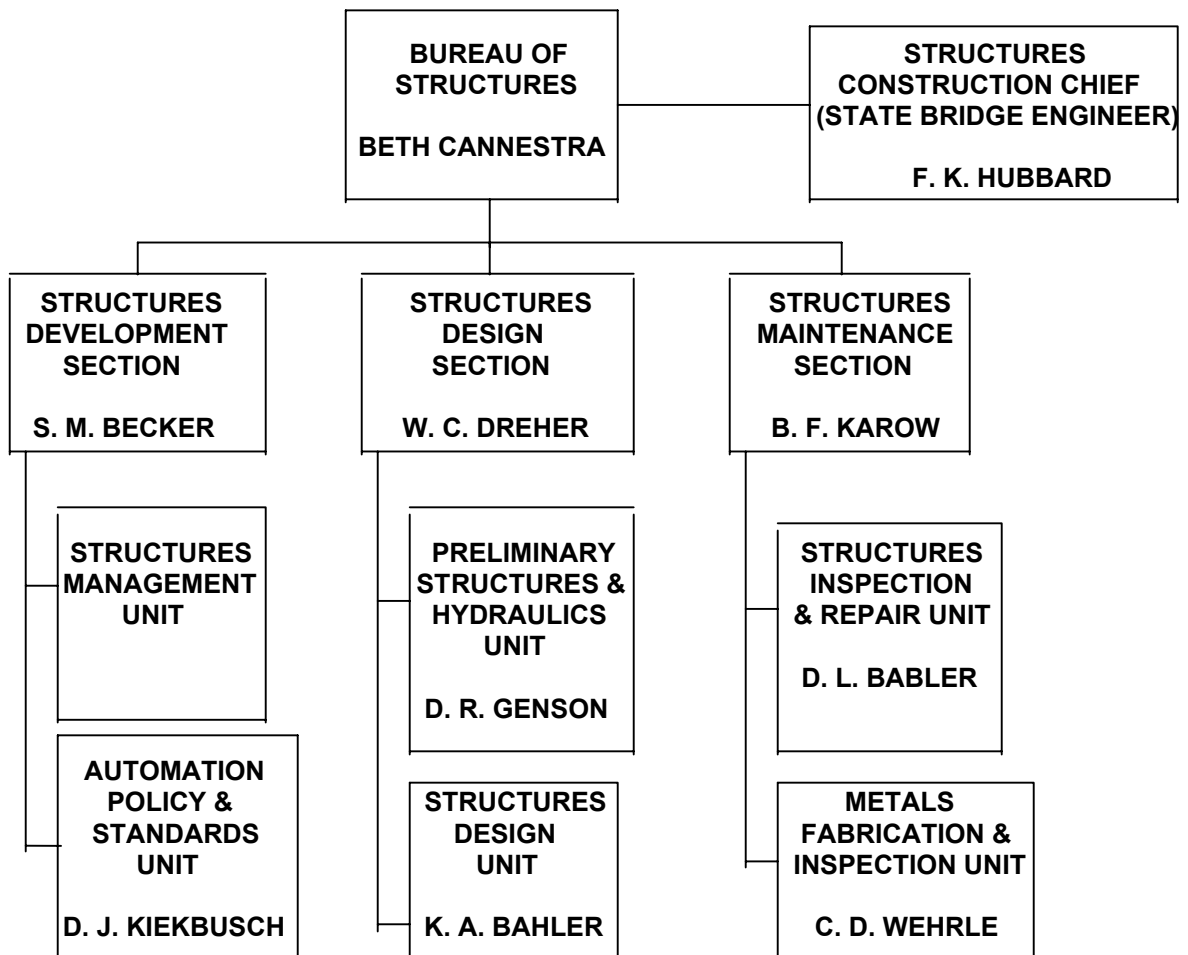 BUREAU OF
STRUCTURES
BETH CANNESTRA
STRUCTURES
CONSTRUCTION CHIEF
(STATE BRIDGE ENGINEER)
F. K. HUBBARD
STRUCTURES
DEVELOPMENT
SECTION
S. M. BECKER
STRUCTURES
DESIGN
SECTION
W. C. DREHER
STRUCTURES
MAINTENANCE
SECTION
B. F. KAROW
STRUCTURES
MANAGEMENT
UNIT
PRELIMINARY
STRUCTURES &
HYDRAULICS
UNIT
D. R. GENSON
STRUCTURES
INSPECTION
& REPAIR UNIT
D. L. BABLER
AUTOMATION
POLICY &
STANDARDS
UNIT
D. J. KIEKBUSCH
STRUCTURES
DESIGN
UNIT
K. A. BAHLER
METALS
FABRICATION &
INSPECTION UNIT
C. D. WEHRLE